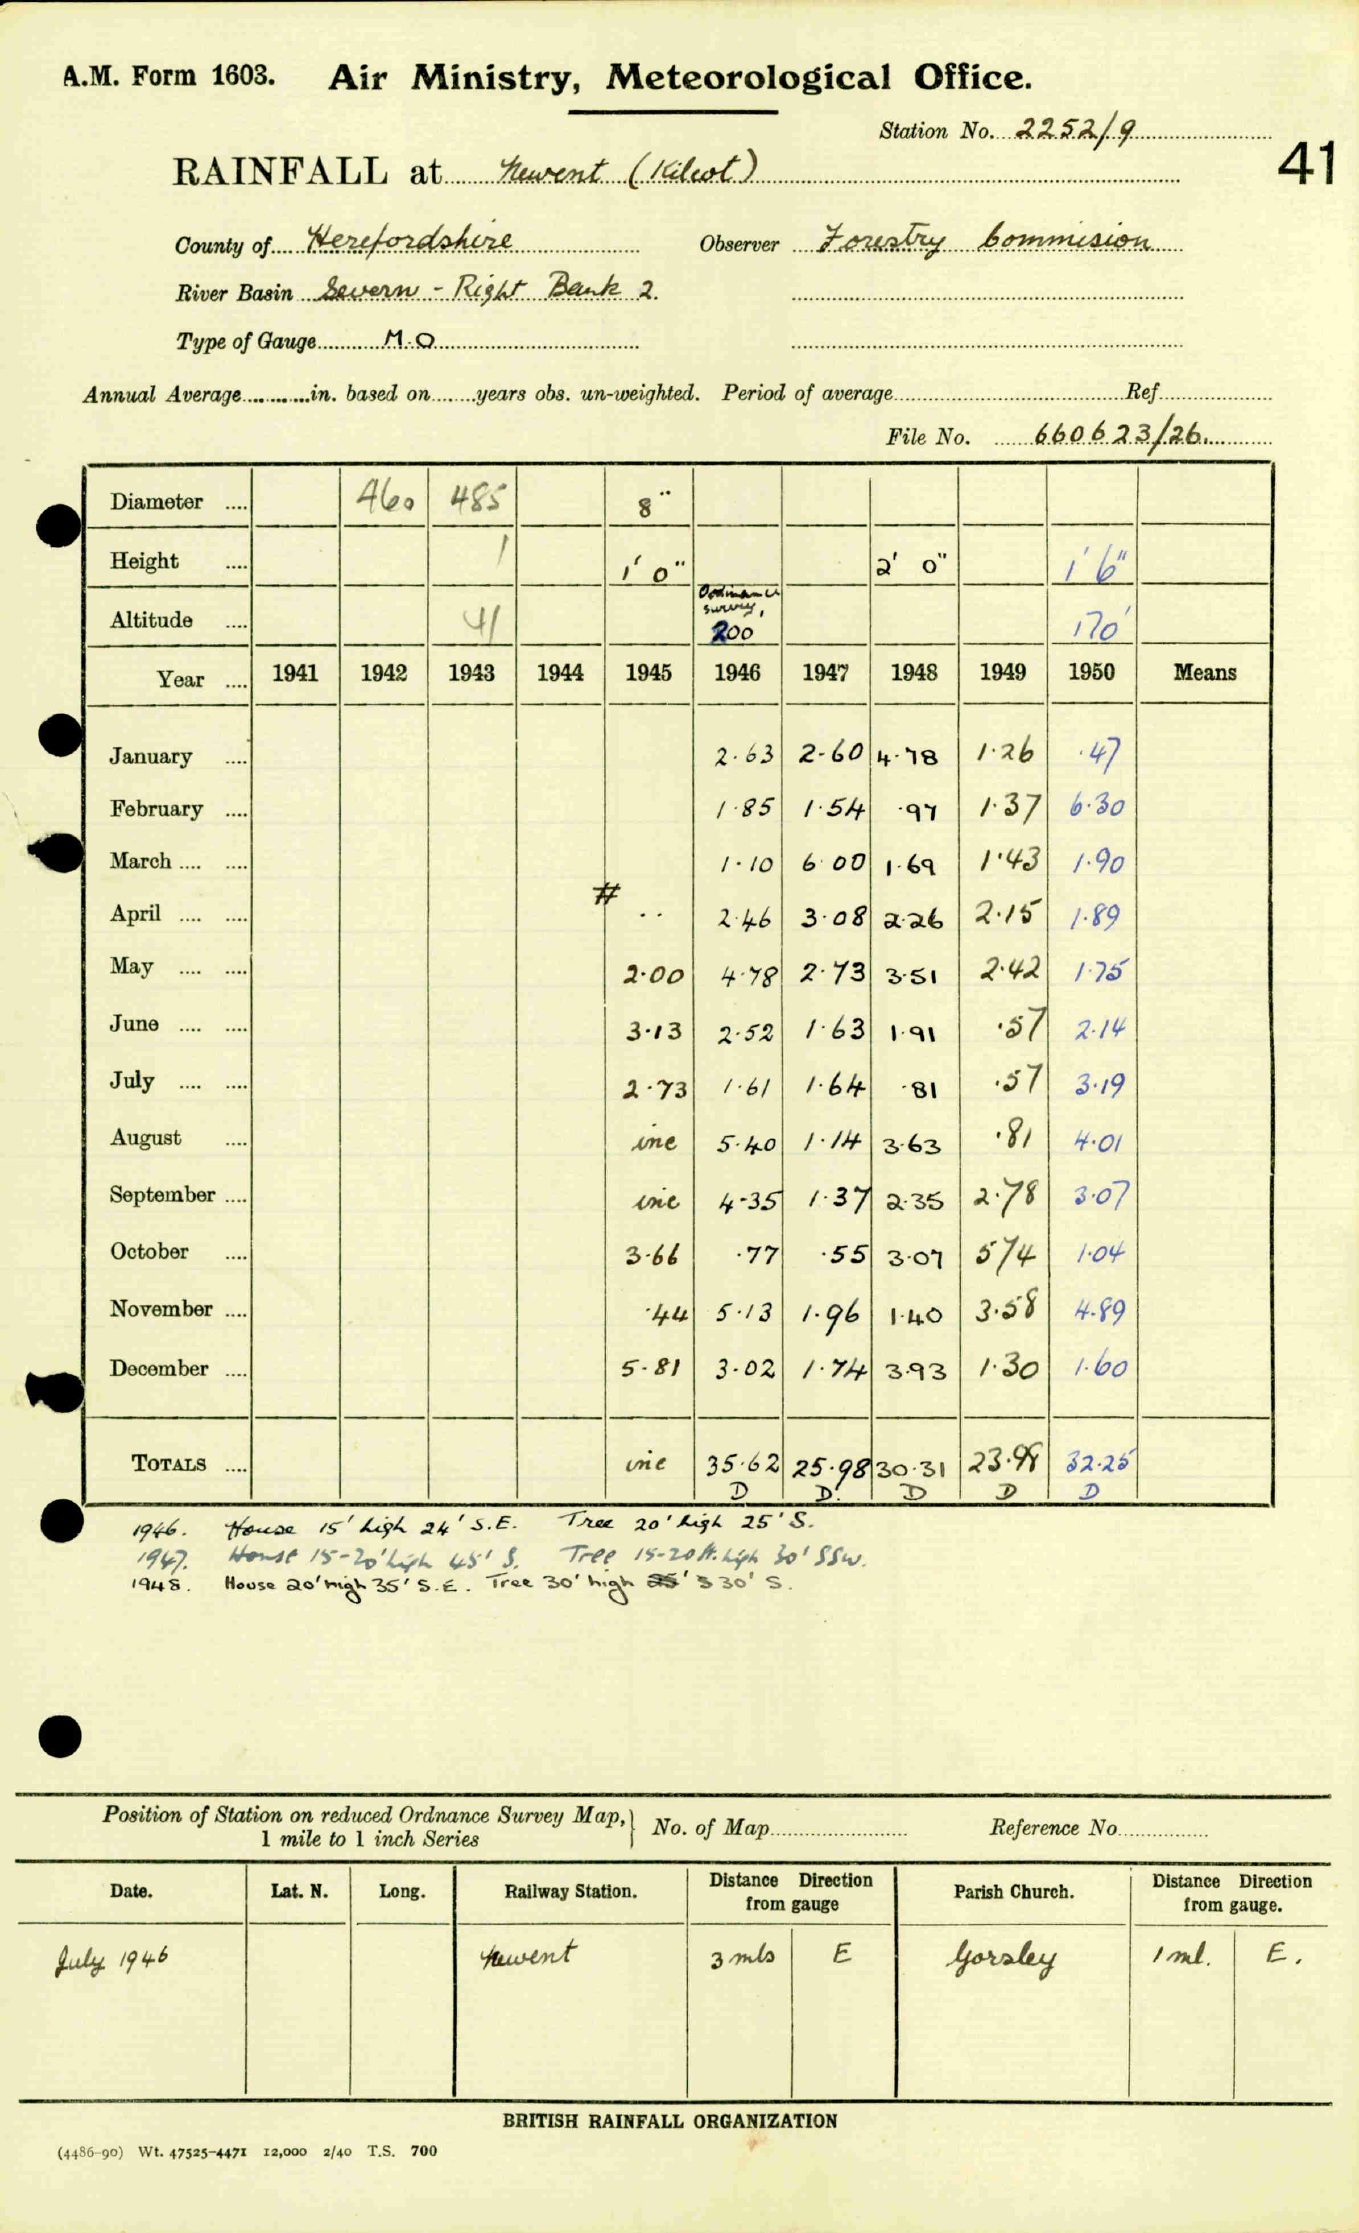 A.M. Form 1603. Air Ministry, Meteorological Office.
Station No. 2252/9
41
RAINFALL at Newent (Kilcot)
County of Herefordshire Observer Forestry Commision
River Basin Severn - Right Bank 2.
Type of Gauge M.O
Annual Average in. based on years obs. un-weighted. Period of average Ref
File No. 660623/26.
Diameter 460 485 8"
Height 1 1' 0" 2' 0" 1' 6"
Altitude 41 Ordinance survey, 200 170'
Year 1941 1942 1943 1944 1945 1946 1947 1948 1949 1950 Means
January 2.63 2.60 4.78 1.26 .47
February 1.85 1.54 .97 1.37 6.30
March 1.10 6.00 1.69 1.43 1.90
April # .. 2.46 3.08 2.26 2.15 1.89
May 2.00 4.78 2.73 3.51 2.42 1.75
June 3.13 2.52 1.63 1.91 .57 2.14
July 2.73 1.61 1.64 .81 .57 3.19
August inc 5.40 1.14 3.63 .81 4.01
September inc 4.35 1.37 2.35 2.78 3.07
October 3.66 .77 .55 3.07 5.74 1.04
November .44 5.13 1.96 1.40 3.58 4.89
December 5.81 3.02 1.74 3.93 1.30 1.60
TOTALS inc 35.62 25.98 30.31 23.98 32.25
D D. D D D
1946. House 15' high 24' S.E. Tree 20' high 25' S.
1947. House 15-20' high 45' S. Tree 15-20 ft. high 30' SSW.
1948. House 20' high 35' S.E. Tree 30' high 30' S.
Position of Station on reduced Ordnance Survey Map, 1 mile to 1 inch Series No. of Map Reference No
Date. Lat. N. Long. Railway Station. Distance Direction from gauge Parish Church. Distance Direction from gauge.
July 1946 Newent 3 mls E Gorsley 1 ml. E.
BRITISH RAINFALL ORGANIZATION
(4486-90) Wt. 47525-4471 12,000 2/40 T.S. 700